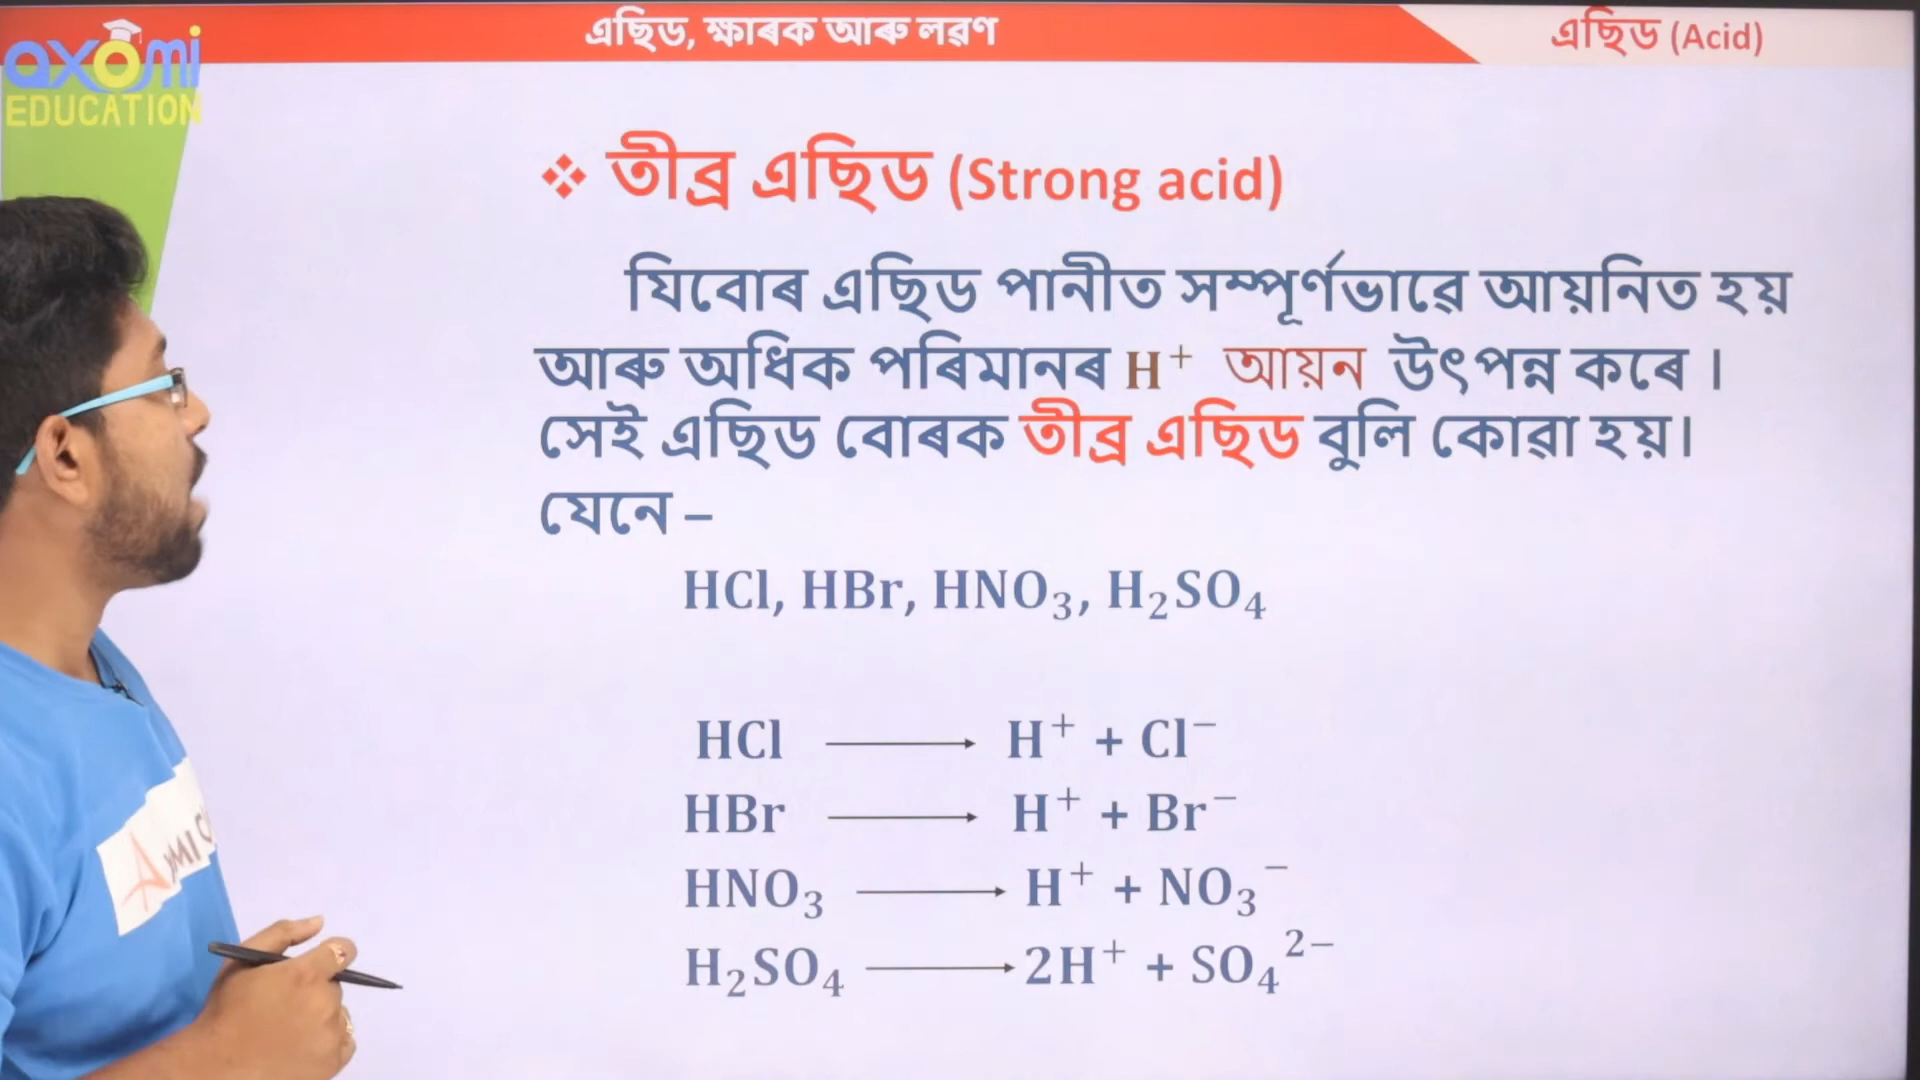 এছিড, ক্ষাৰক আৰু লৱণ
এছিড (Acid)
axomi
EDUCATION
❖ তীব্ৰ এছিড (Strong acid)
যিবোৰ এছিড পানীত সম্পূৰ্ণভাৱে আয়নিত হয়
আৰু অধিক পৰিমানৰ H⁺ আয়ন উৎপন্ন কৰে ।
সেই এছিড বোৰক তীব্ৰ এছিড বুলি কোৱা হয়।
যেনে –
HCl, HBr, HNO₃, H₂SO₄
HCl ⟶ H⁺ + Cl⁻
HBr ⟶ H⁺ + Br⁻
HNO₃ ⟶ H⁺ + NO₃⁻
H₂SO₄ ⟶ 2H⁺ + SO₄²⁻